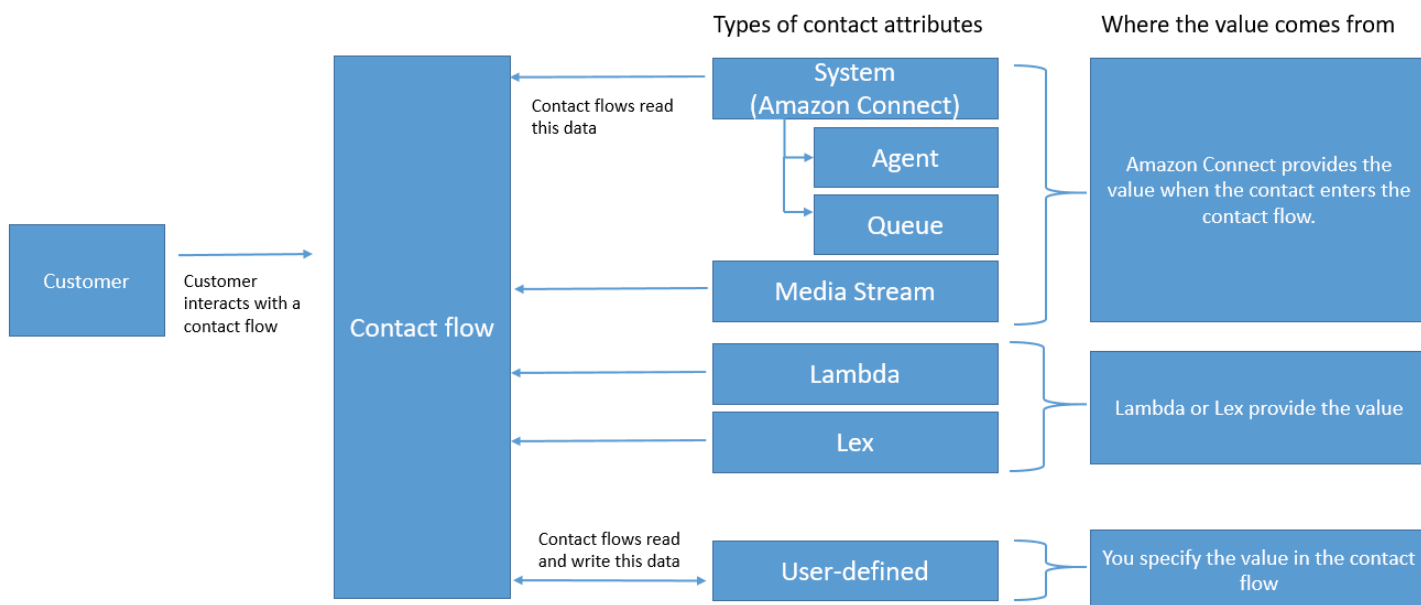 Types of contact attributes
Where the value comes from
System
(Amazon Connect)
Contact flows read
this data
Agent
Amazon Connect provides the
value when the contact enters the
contact flow.
Queue
Customer
Customer
interacts with a
contact flow
Media Stream
Contact flow
Lambda
Lambda or Lex provide the value
Lex
Contact flows read
and write this data
User-defined
You specify the value in the contact
flow